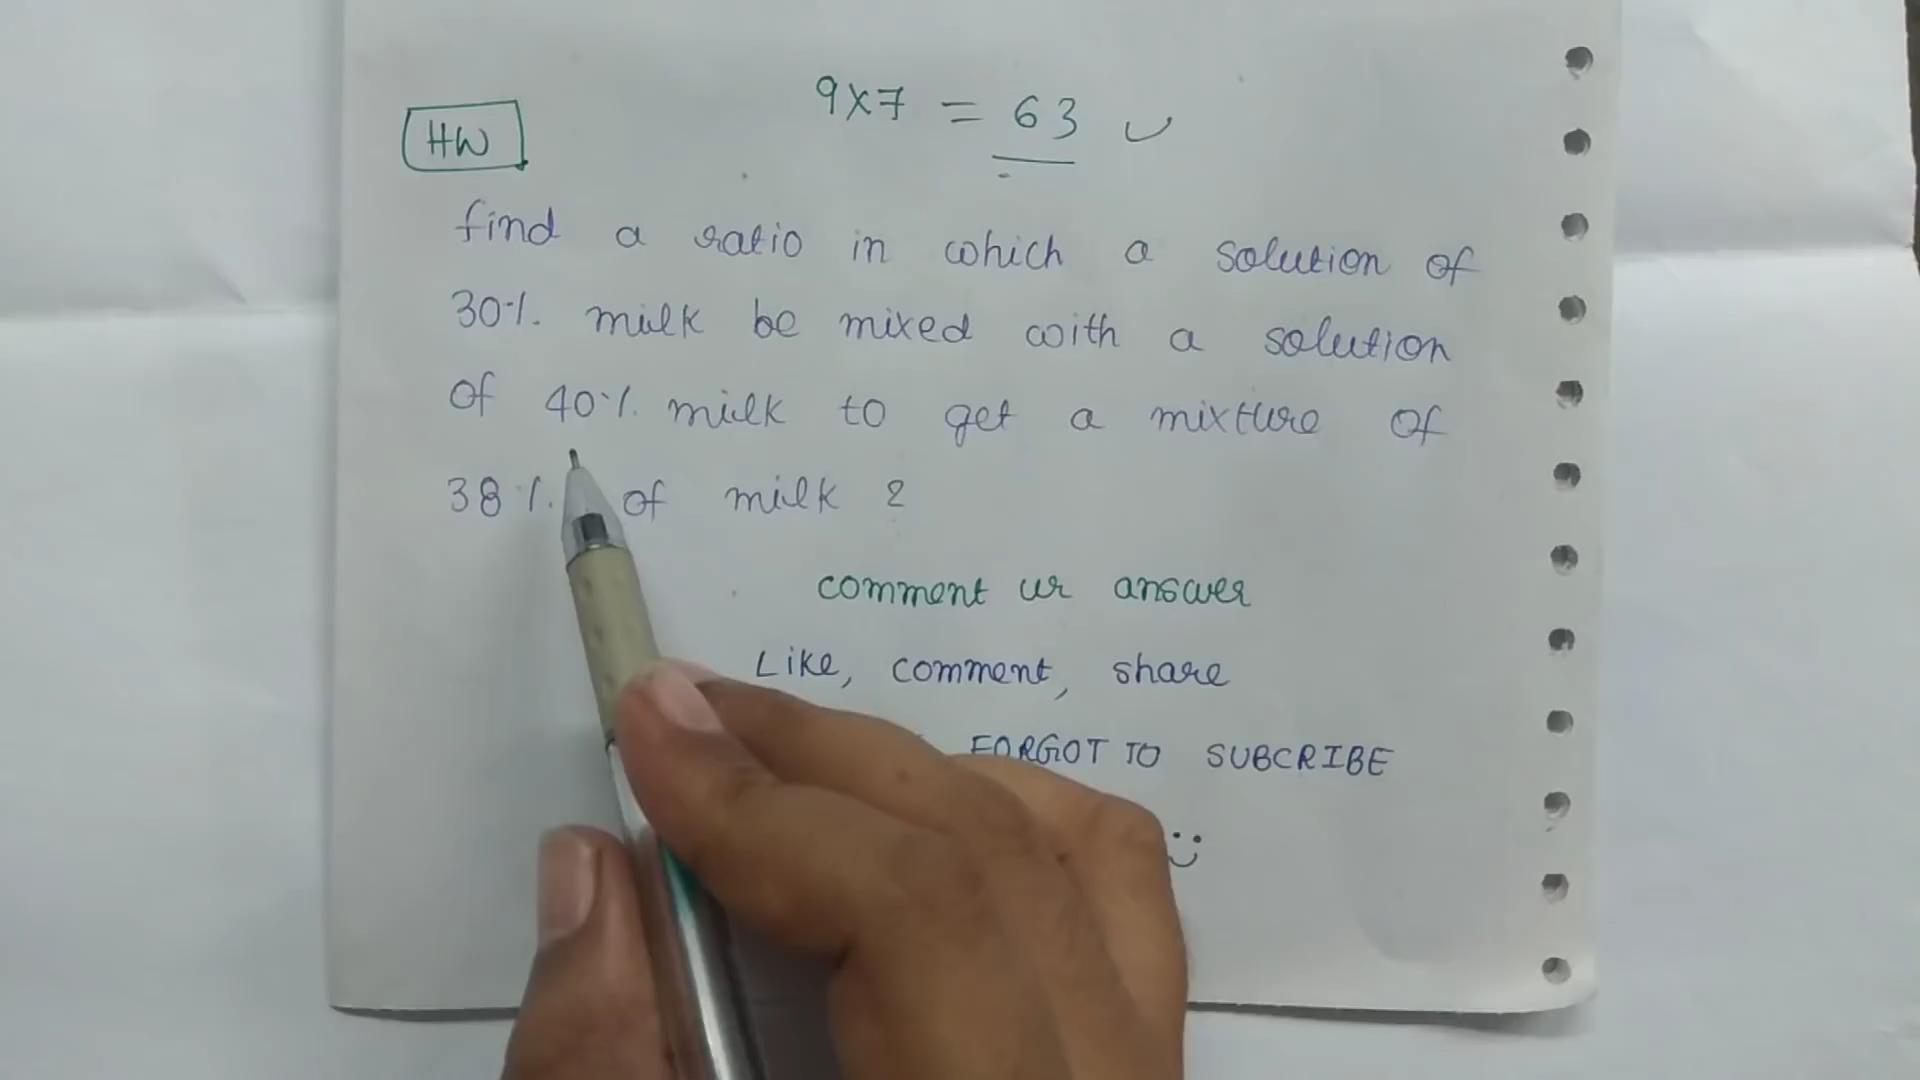 9x7 = 63
HW
find a ratio in which a solution of
30%. milk be mixed with a solution
of 40%. milk to get a mixture of
38%. of milk ?
comment ur answer
Like, comment, share
FORGOT TO SUBCRIBE